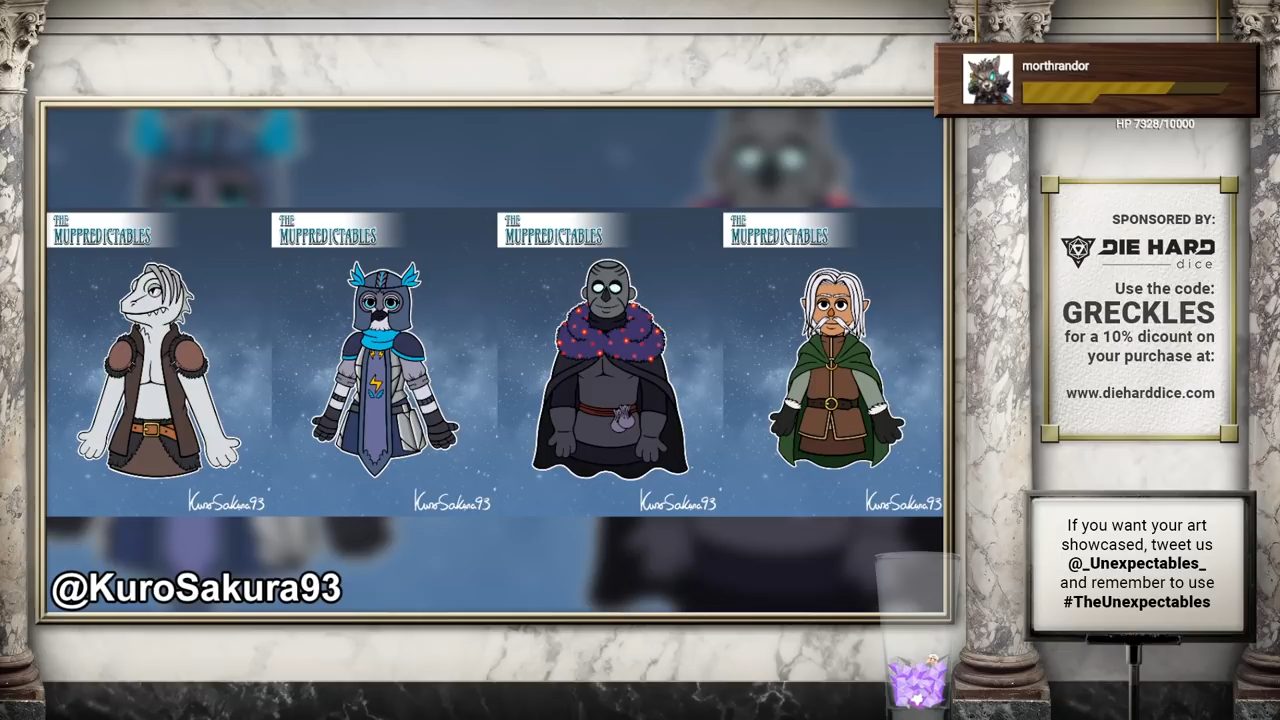 morthrandor
HP 7328/10000
THE
MUPPREDICTABLES
THE
MUPPREDICTABLES
THE
MUPPREDICTABLES
THE
MUPPREDICTABLES
KuroSakura93
KuroSakura93
KuroSakura93
KuroSakura93
@KuroSakura93
SPONSORED BY:
DIE HARD
dice
Use the code:
GRECKLES
for a 10% dicount on
your purchase at:
www.dieharddice.com
If you want your art
showcased, tweet us
@_Unexpectables_
and remember to use
#TheUnexpectables